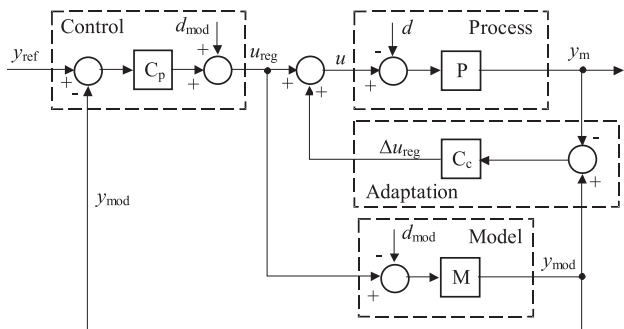 Control
d_mod
d
Process
y_ref
+
-
C_p
+
+
u_reg
+
+
u
-
+
P
y_m
Δu_reg
C_c
-
+
Adaptation
y_mod
d_mod
Model
-
+
M
y_mod